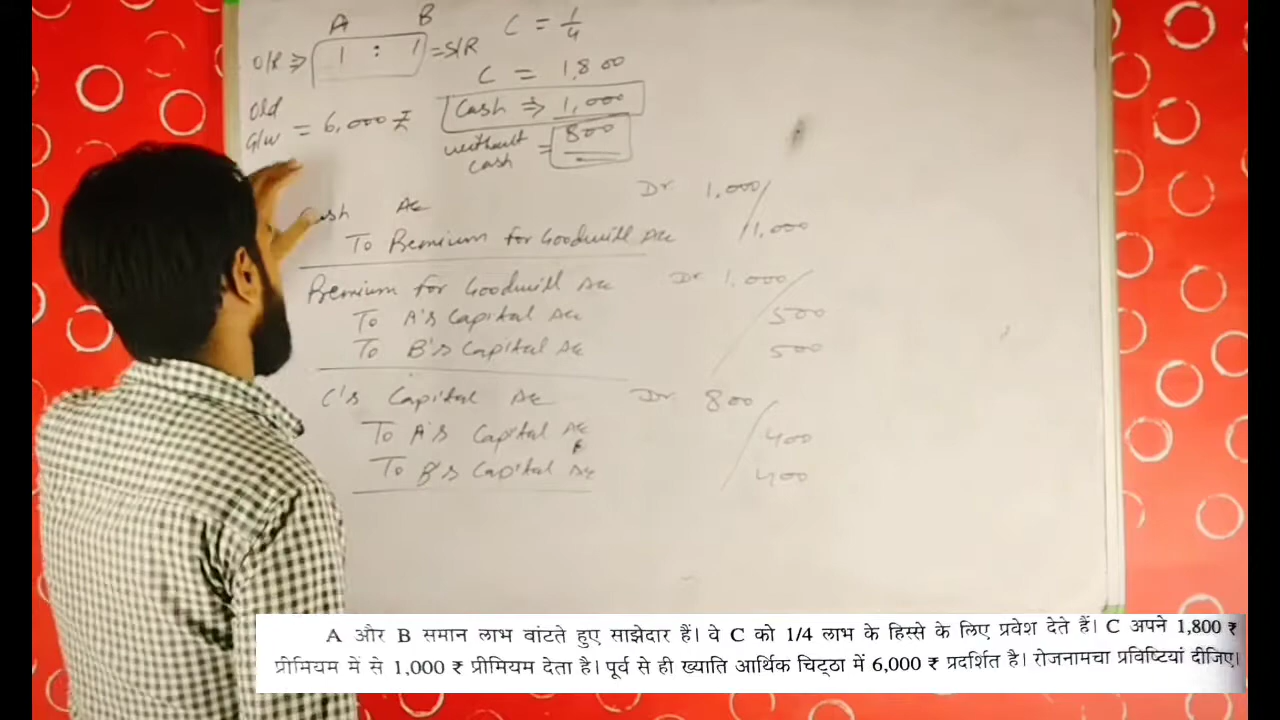 A B
O/R ⇒ 1 : 1 = S/R
C = 1/4
C = 1,800
Cash ⇒ 1,000
without cash = 800
Old G/w = 6,000 ₹
Cash A/c Dr. 1,000
To Premium for Goodwill A/c 1,000
Premium for Goodwill A/c Dr. 1,000
To A's Capital A/c 500
To B's Capital A/c 500
C's Capital A/c Dr. 800
To A's Capital A/c 400
To B's Capital A/c 400
A और B समान लाभ बांटते हुए साझेदार हैं। वे C को 1/4 लाभ के हिस्से के लिए प्रवेश देते हैं। C अपने 1,800 ₹
प्रीमियम में से 1,000 ₹ प्रीमियम देता है। पूर्व से ही ख्याति आर्थिक चिट्ठा में 6,000 ₹ प्रदर्शित है। रोजनामचा प्रविष्टियां दीजिए।